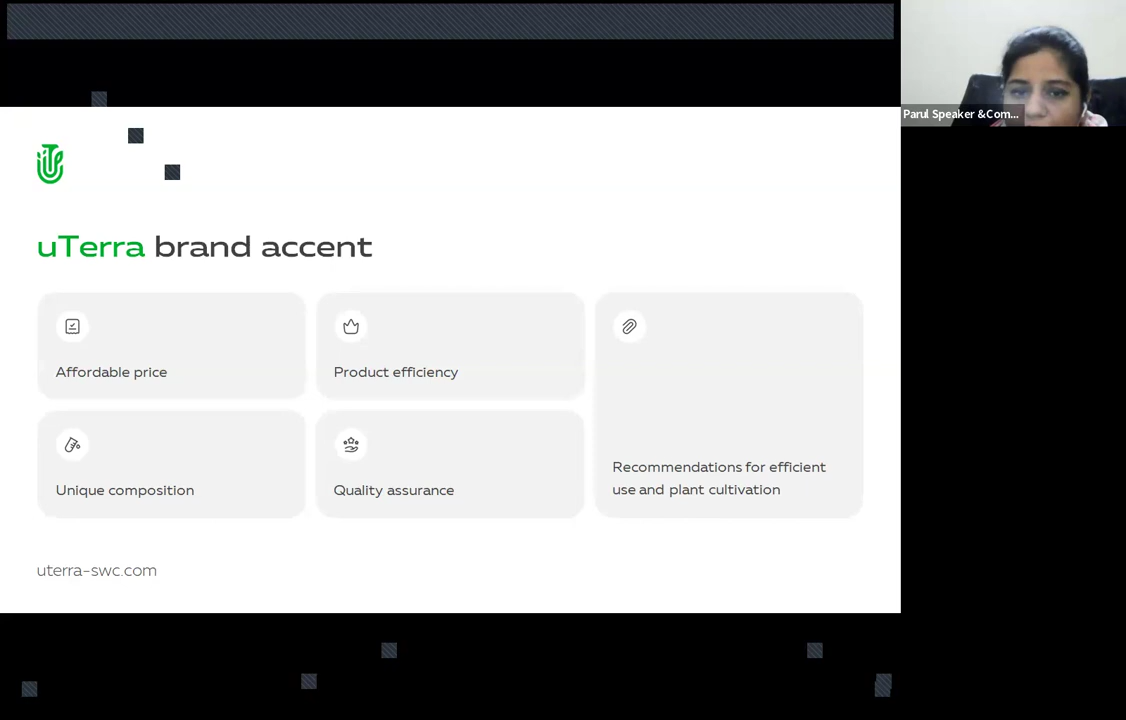 Parul Speaker &Com...
uTerra brand accent
Affordable price
Product efficiency
Unique composition
Quality assurance
Recommendations for efficient
use and plant cultivation
uterra-swc.com